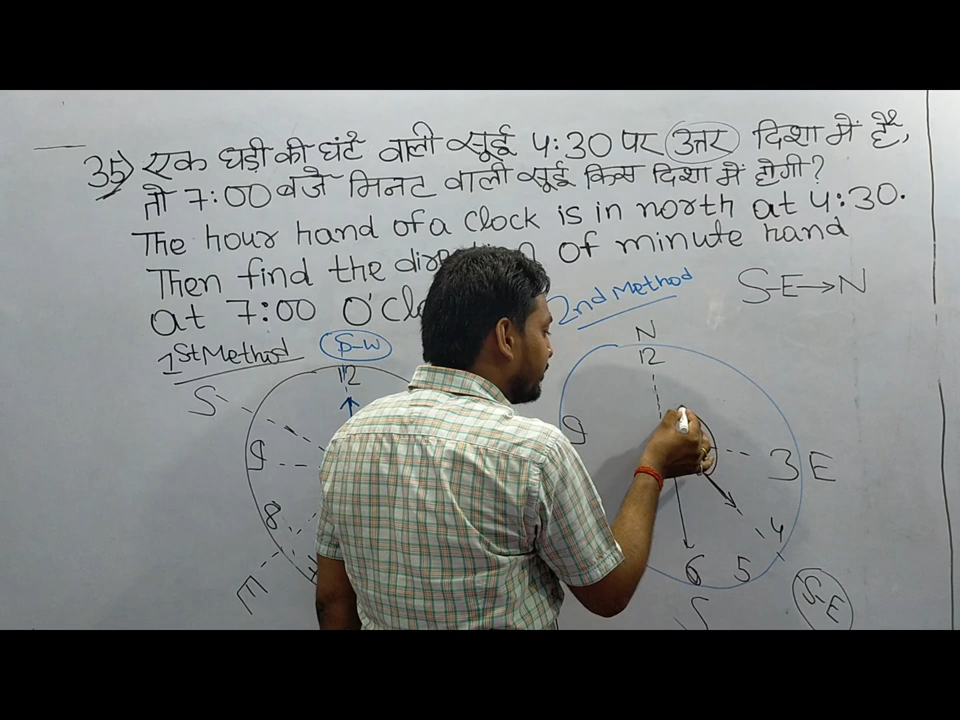 35) एक घड़ी की घंटे वाली सूई 4:30 पर उत्तर दिशा में है,
तो 7:00 बजे मिनट वाली सूई किस दिशा में होगी?
The hour hand of a clock is in north at 4:30.
Then find the of minute hand
at 7:00
1st Method
S-W
2nd Method
S-E→N
12
S
9
8
E
N
12
9
3 E
4
5
6
S
S-E